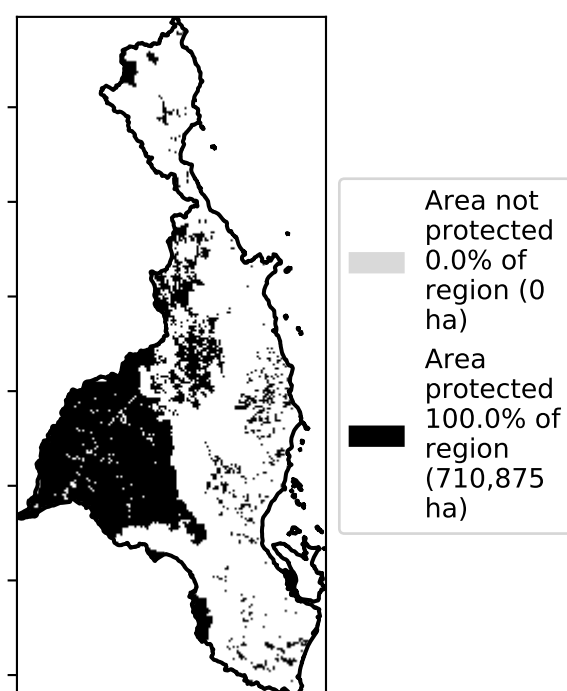 Area not
protected
0.0% of
region (0
ha)
Area
protected
100.0% of
region
(710,875
ha)